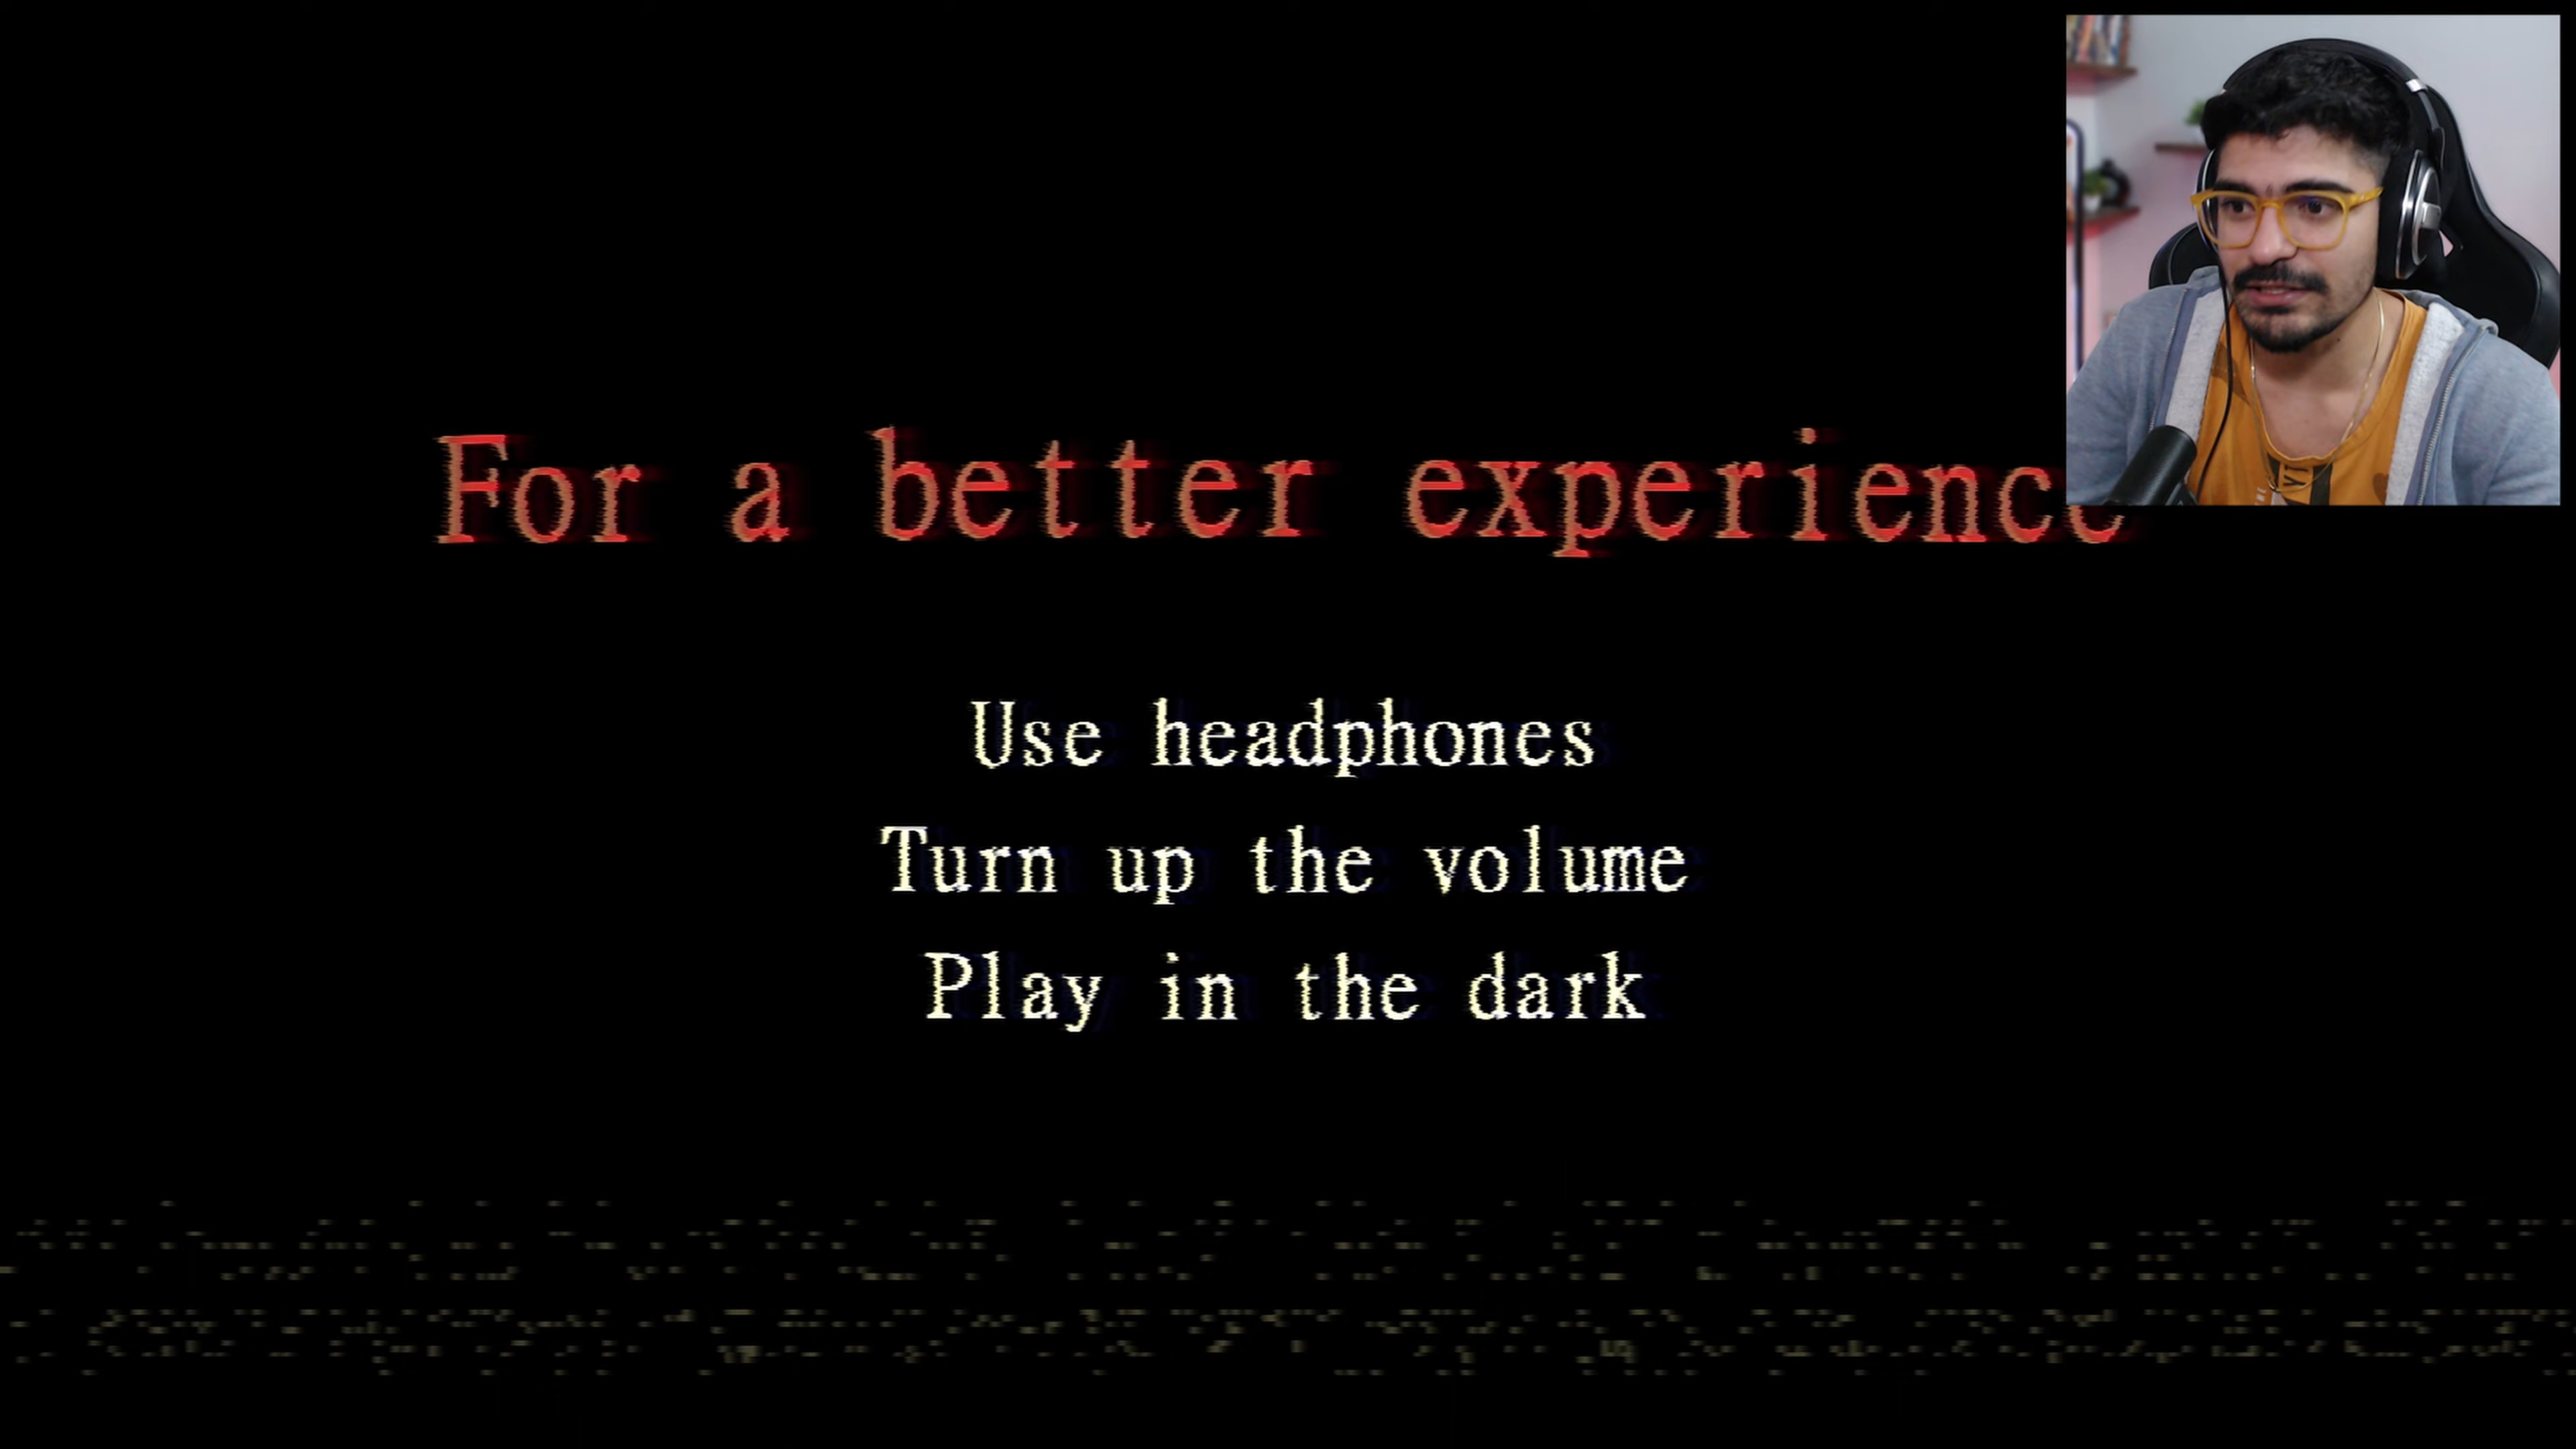 For a better experience
Use headphones
Turn up the volume
Play in the dark